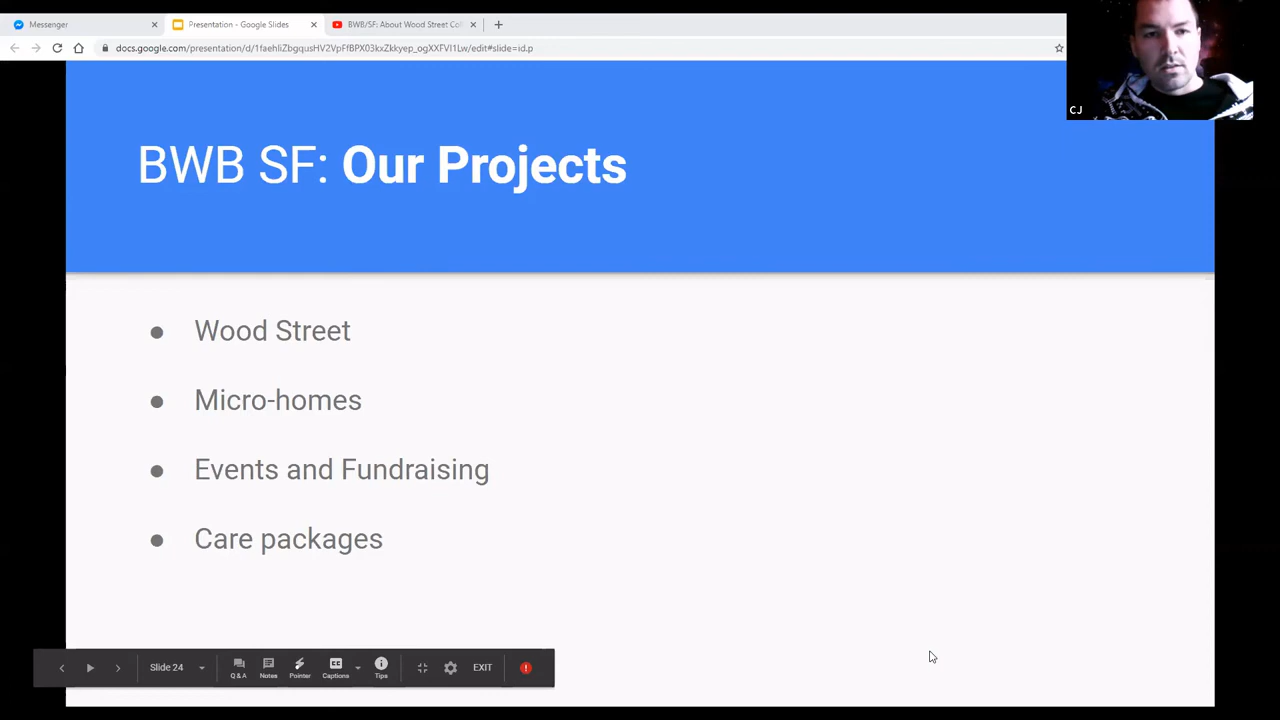 Messenger
Presentation - Google Slides
BWB/SF: About Wood Street Col
docs.google.com/presentation/d/1faehIiZbgqusHV2VpFfBPX03kxZkkyep_ogXXFVI1Lw/edit#slide=id.p
CJ
BWB SF: Our Projects
● Wood Street
● Micro-homes
● Events and Fundraising
● Care packages
Slide 24
Q & A
Notes
Pointer
CC
Captions
Tips
EXIT